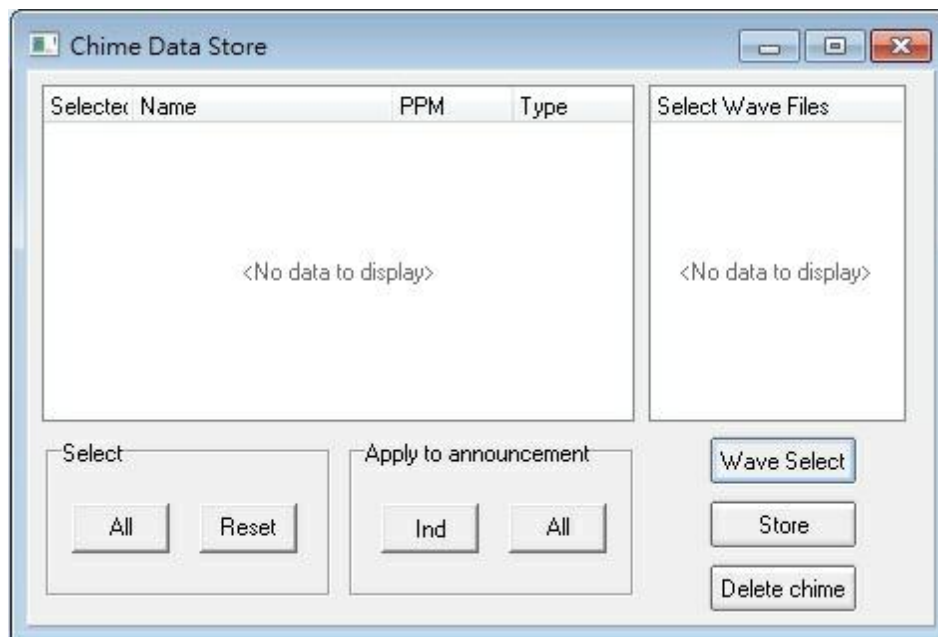 Chime Data Store
Selected Name PPM Type
Select Wave Files
<No data to display>
<No data to display>
Select
All
Reset
Apply to announcement
Ind
All
Wave Select
Store
Delete chime